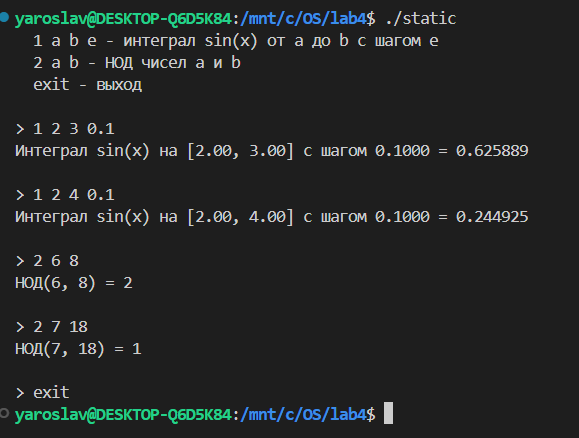 yaroslav@DESKTOP-Q6D5K84:/mnt/c/OS/lab4$ ./static
1 a b e - интеграл sin(x) от a до b с шагом e
2 a b - НОД чисел a и b
exit - выход
> 1 2 3 0.1
Интеграл sin(x) на [2.00, 3.00] с шагом 0.1000 = 0.625889
> 1 2 4 0.1
Интеграл sin(x) на [2.00, 4.00] с шагом 0.1000 = 0.244925
> 2 6 8
НОД(6, 8) = 2
> 2 7 18
НОД(7, 18) = 1
> exit
yaroslav@DESKTOP-Q6D5K84:/mnt/c/OS/lab4$